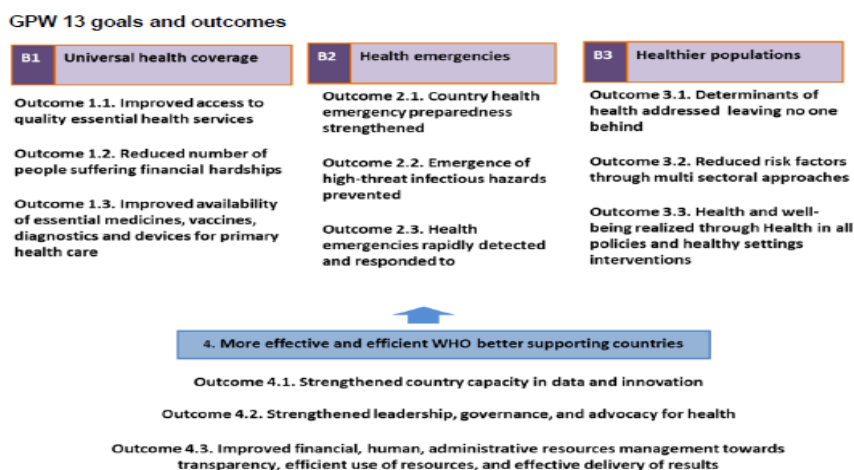 GPW 13 goals and outcomes
B1 Universal health coverage
Outcome 1.1. Improved access to
quality essential health services
Outcome 1.2. Reduced number of
people suffering financial hardships
Outcome 1.3. Improved availability
of essential medicines, vaccines,
diagnostics and devices for primary
health care
B2 Health emergencies
Outcome 2.1. Country health
emergency preparedness
strengthened
Outcome 2.2. Emergence of
high-threat infectious hazards
prevented
Outcome 2.3. Health
emergencies rapidly detected
and responded to
B3 Healthier populations
Outcome 3.1. Determinants of
health addressed leaving no one
behind
Outcome 3.2. Reduced risk factors
through multi sectoral approaches
Outcome 3.3. Health and well-
being realized through Health in all
policies and healthy settings
interventions
4. More effective and efficient WHO better supporting countries
Outcome 4.1. Strengthened country capacity in data and innovation
Outcome 4.2. Strengthened leadership, governance, and advocacy for health
Outcome 4.3. Improved financial, human, administrative resources management towards
transparency, efficient use of resources, and effective delivery of results